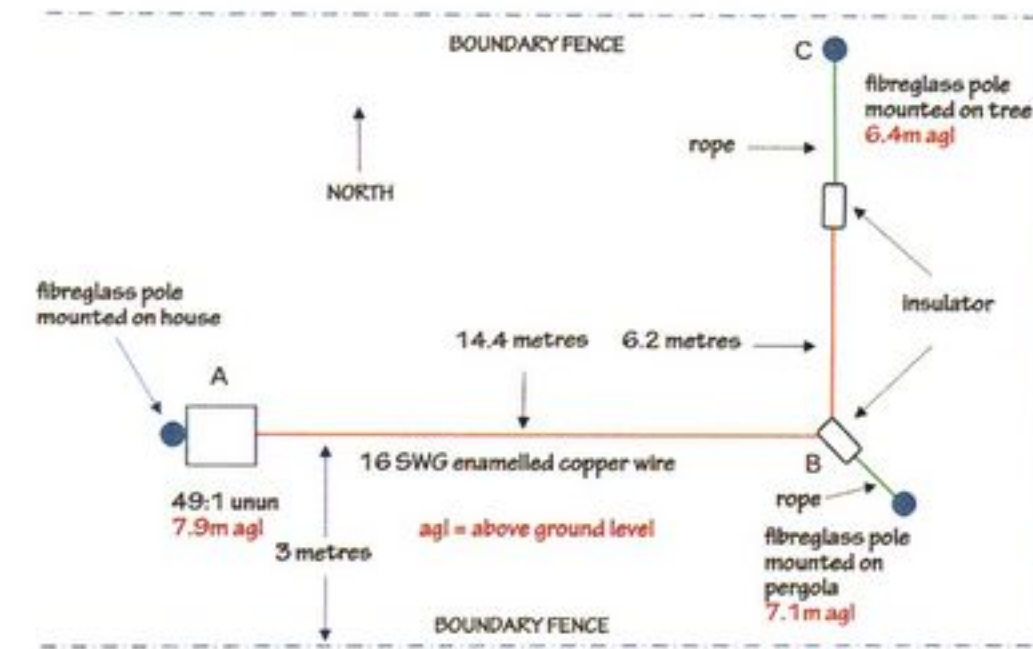 BOUNDARY FENCE
C
fibreglass pole
mounted on tree
6.4m agl
rope
NORTH
fibreglass pole
mounted on house
insulator
14.4 metres
6.2 metres
A
16 SWG enamelled copper wire
B
49:1 unun
7.9m agl
rope
agl = above ground level
3 metres
fibreglass pole
mounted on
pergola
7.1m agl
BOUNDARY FENCE